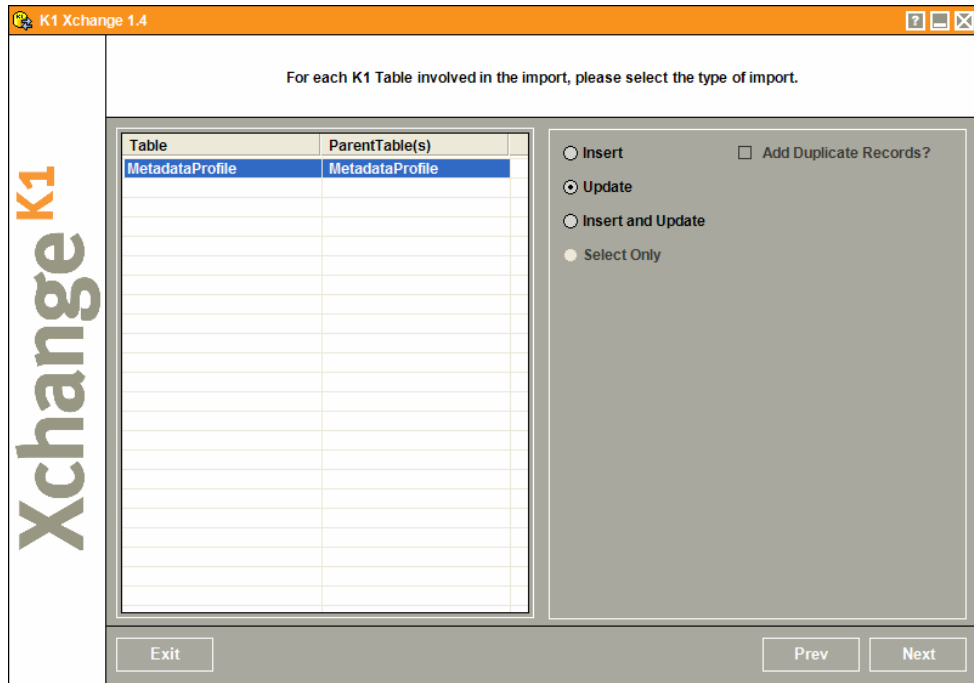 K1 Xchange 1.4
For each K1 Table involved in the import, please select the type of import.
Xchange K1
Table ParentTable(s)
MetadataProfile MetadataProfile
Insert Add Duplicate Records?
Update
Insert and Update
Select Only
Exit Prev Next